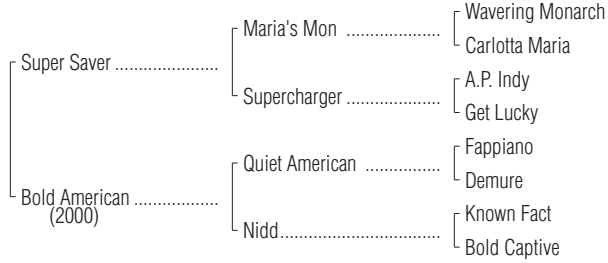 Wavering Monarch
Maria's Mon ....................
Carlotta Maria
Super Saver ......................
A.P. Indy
Supercharger ....................
Get Lucky
Fappiano
Quiet American ................
Demure
Bold American ..................
(2000)
Known Fact
Nidd..................................
Bold Captive